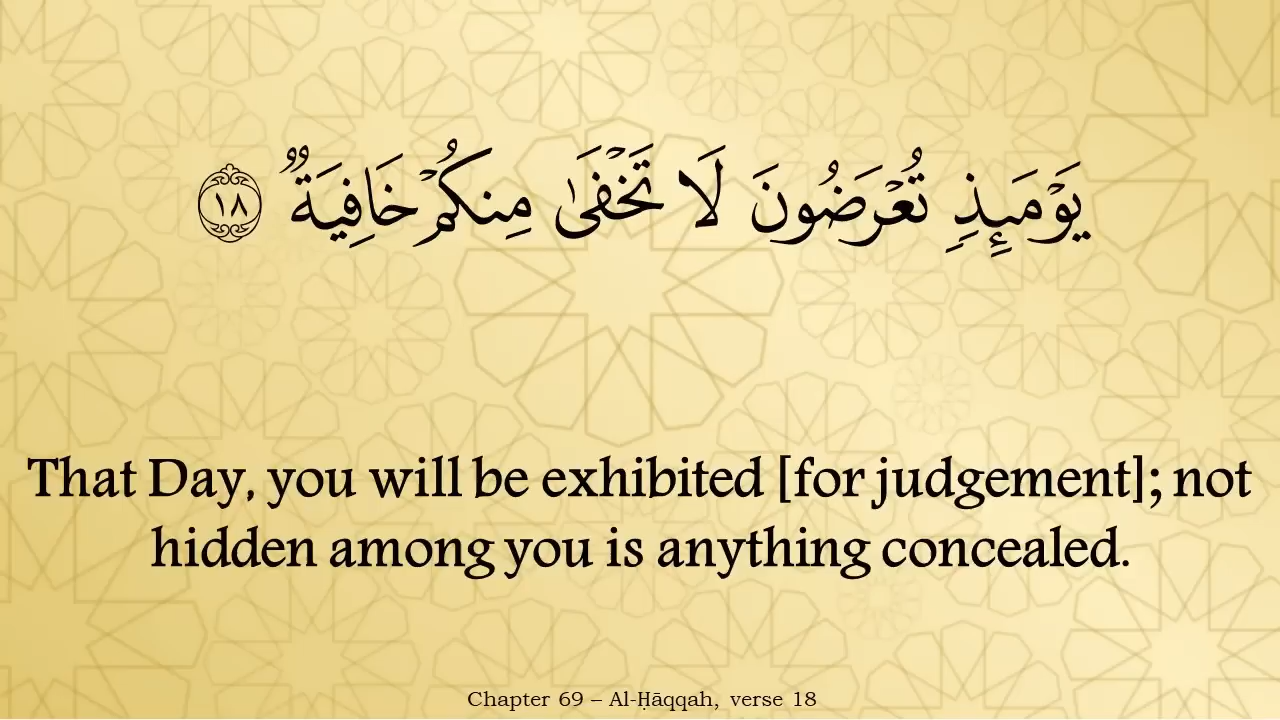 يَوْمَئِذٍ تُعْرَضُونَ لَا تَخْفَىٰ مِنكُمْ خَافِيَةٌ ١٨
That Day, you will be exhibited [for judgement]; not
hidden among you is anything concealed.
Chapter 69 – Al-Ḥāqqah, verse 18